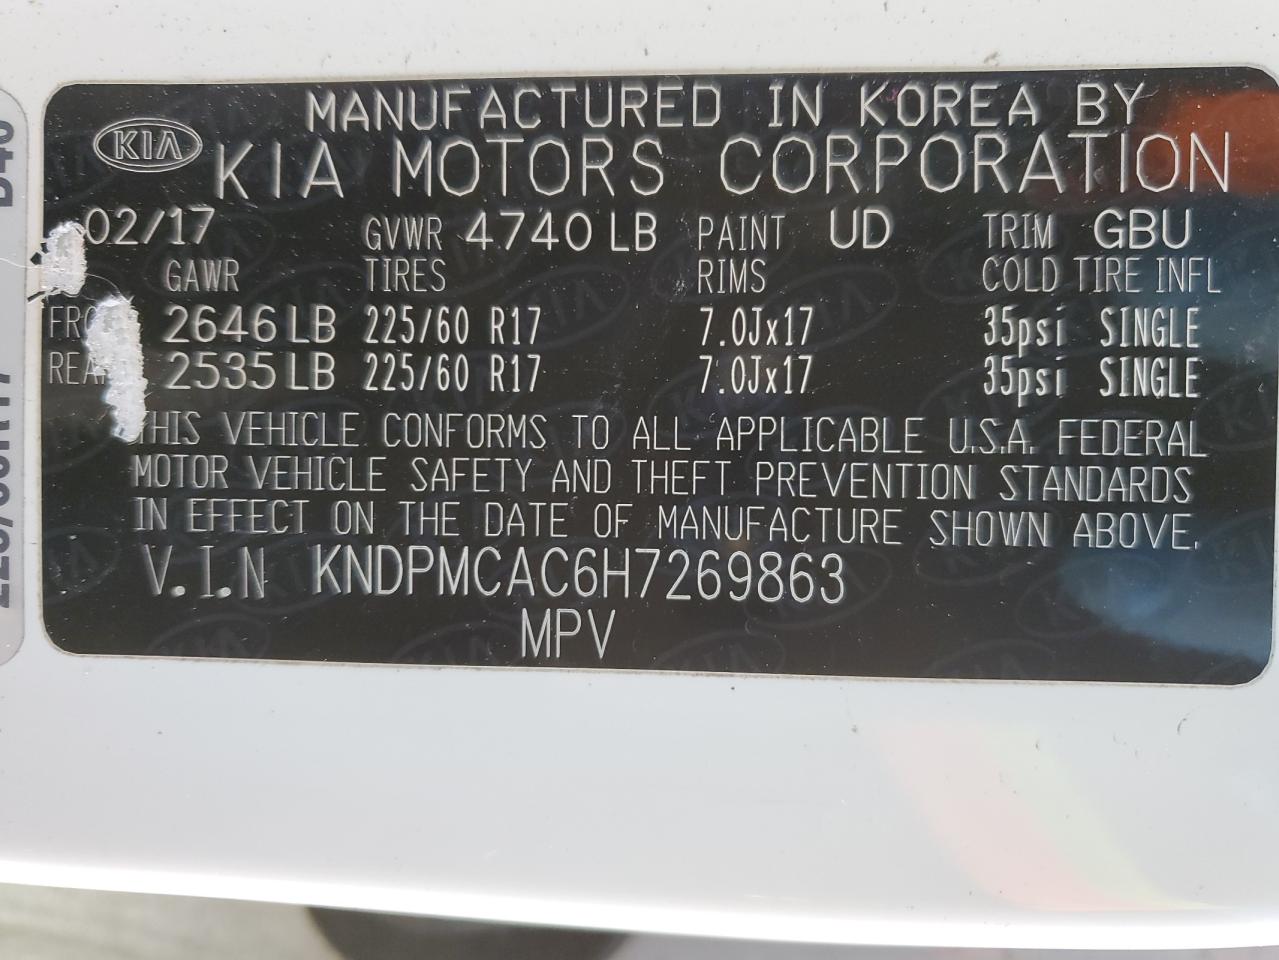 MANUFACTURED IN KOREA BY
KIA
KIA MOTORS CORPORATION
02/17 GVWR 4740 LB PAINT UD TRIM GBU
GAWR TIRES RIMS COLD TIRE INFL
2646 LB 225/60 R17 7.0Jx17 35psi SINGLE
REAR 2535 LB 225/60 R17 7.0Jx17 35psi SINGLE
THIS VEHICLE CONFORMS TO ALL APPLICABLE U.S.A. FEDERAL
MOTOR VEHICLE SAFETY AND THEFT PREVENTION STANDARDS
IN EFFECT ON THE DATE OF MANUFACTURE SHOWN ABOVE.
V.I.N KNDPMCAC6H7269863
MPV